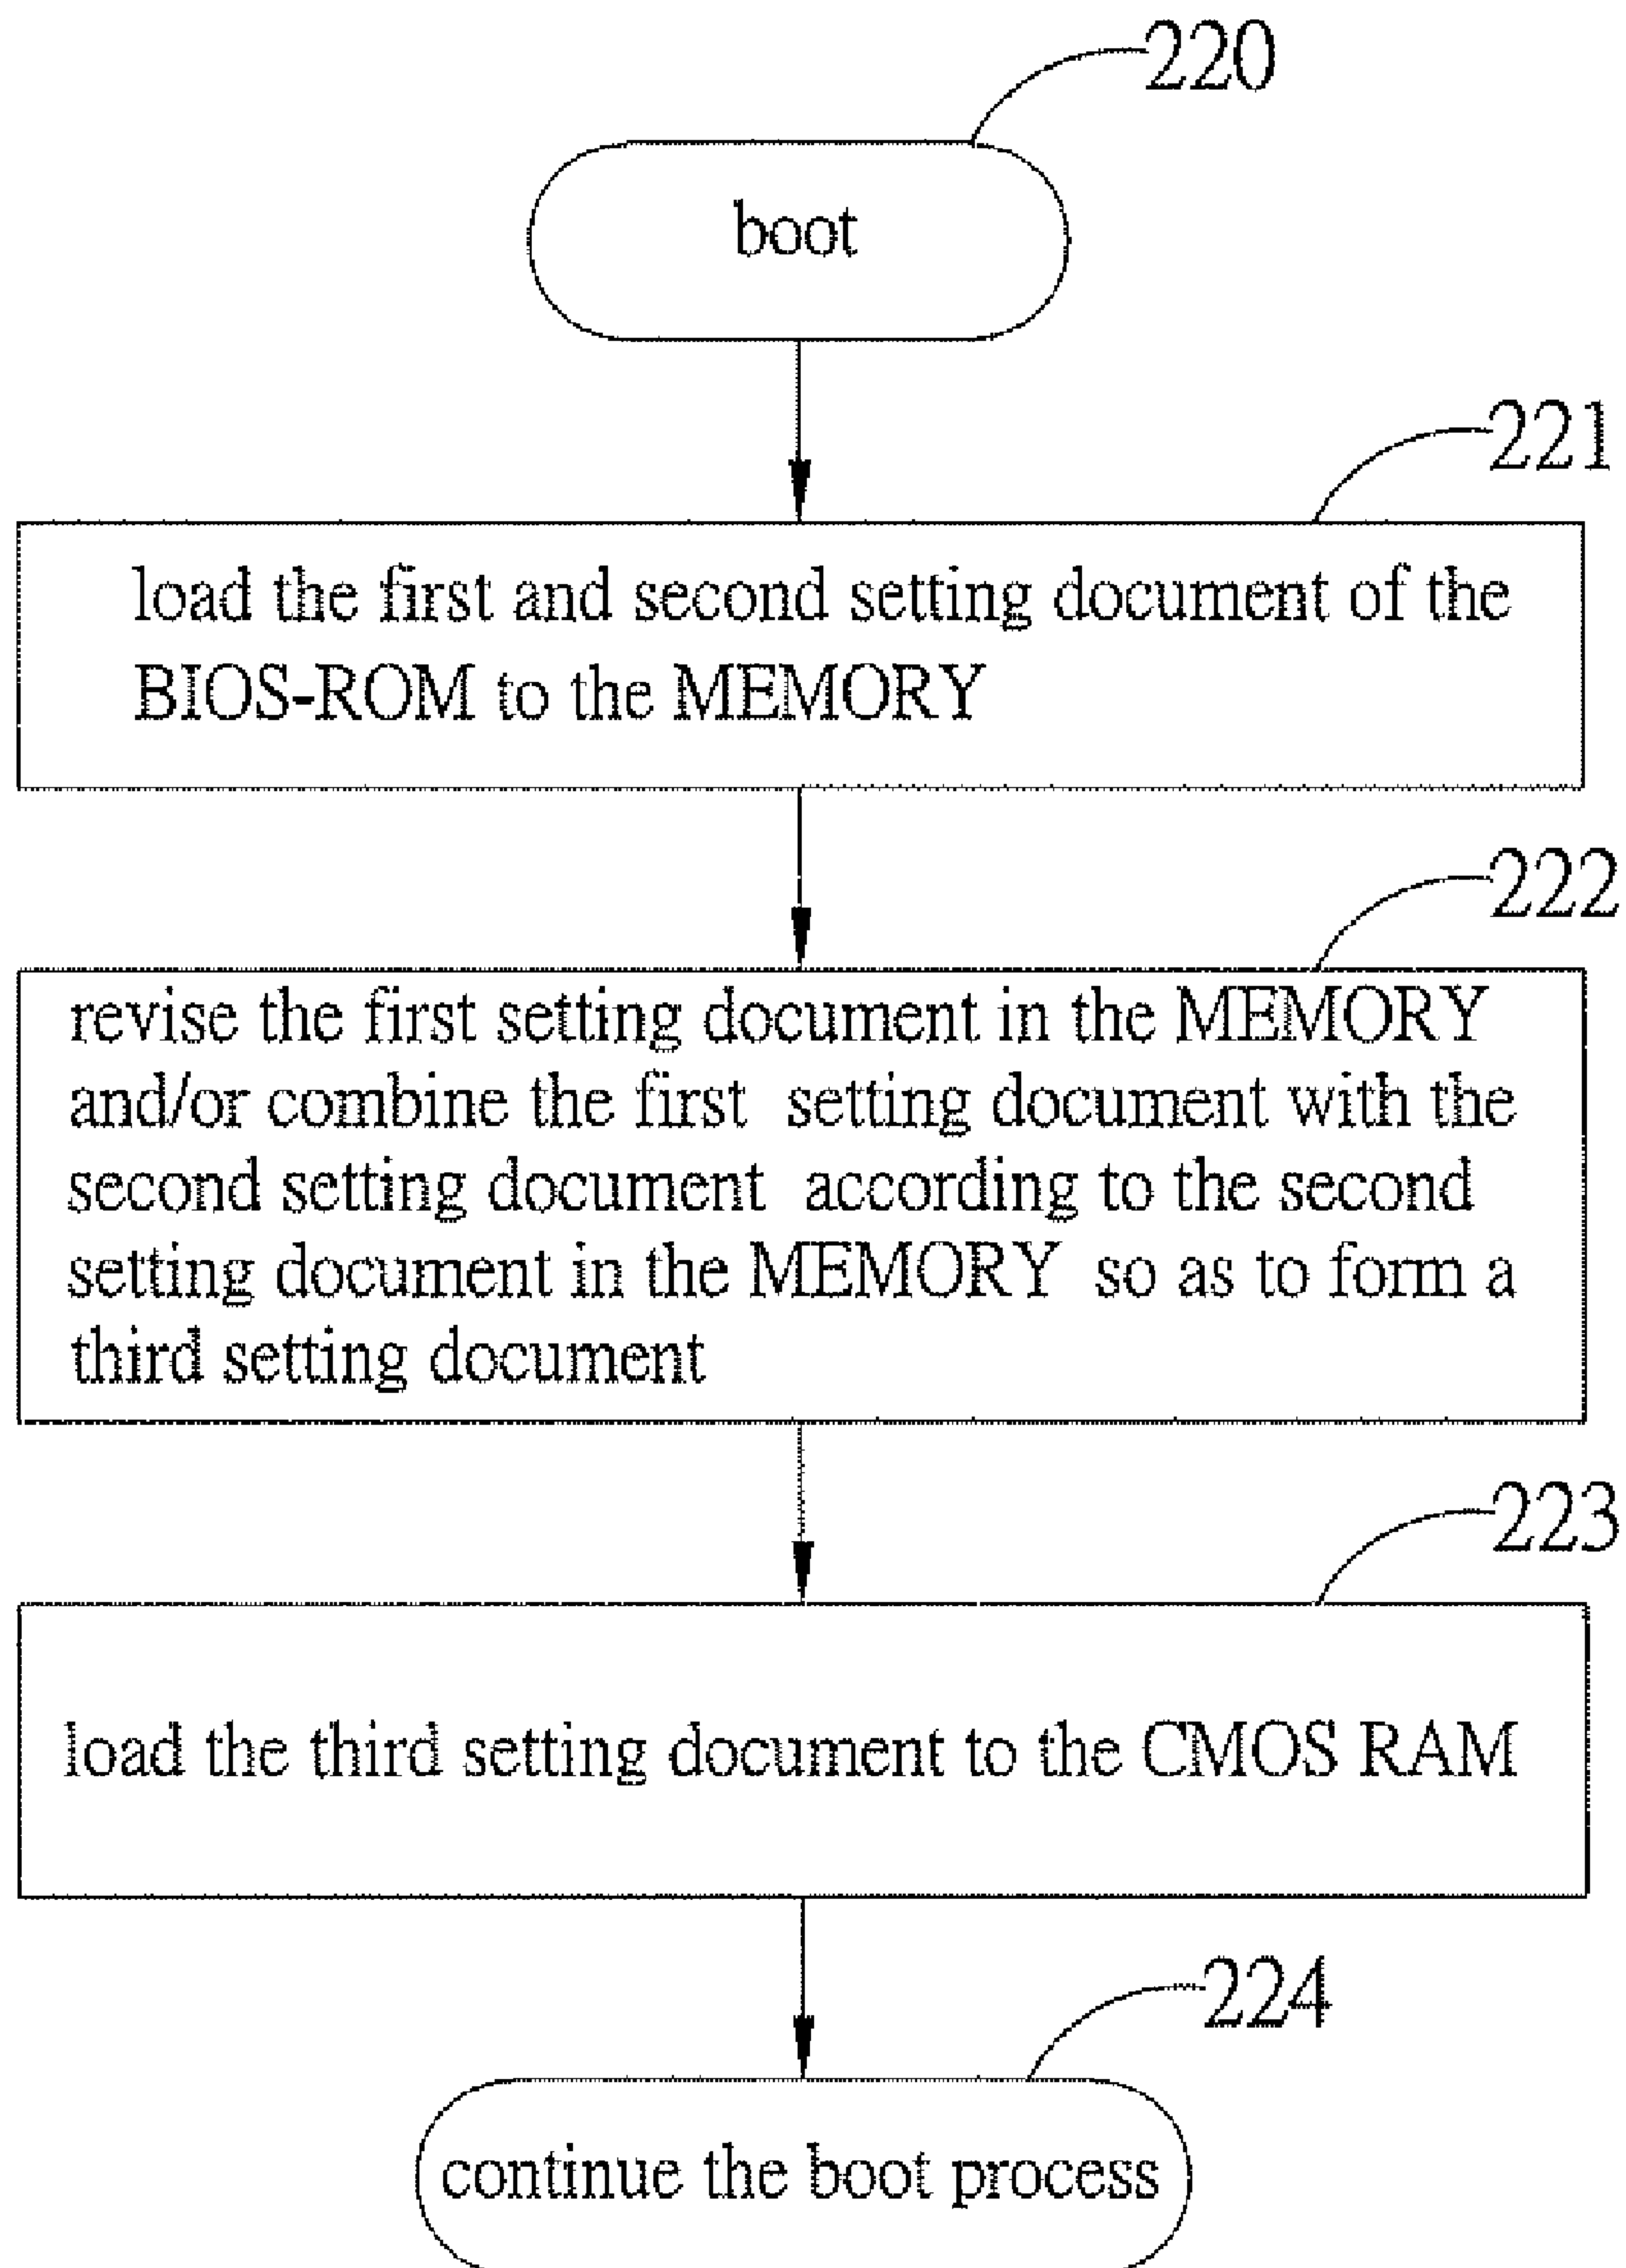 220
boot
221
load the first and second setting document of the
BIOS-ROM to the MEMORY
222
revise the first setting document in the MEMORY
and/or combine the first setting document with the
second setting document according to the second
setting document in the MEMORY so as to form a
third setting document
223
load the third setting document to the CMOS RAM
224
continue the boot process